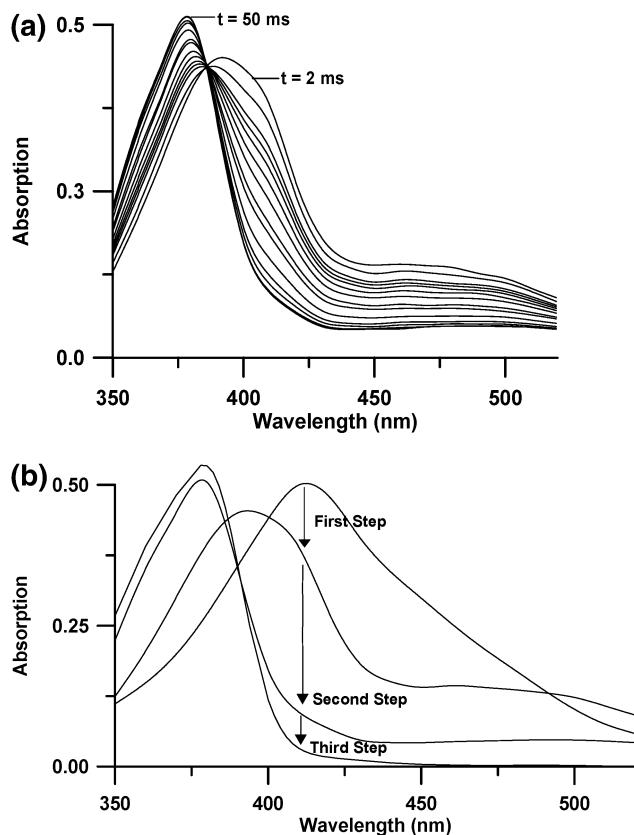 (a)
0.5
t = 50 ms
t = 2 ms
0.3
Absorption
0.0
350
400
450
500
Wavelength (nm)
(b)
0.50
First Step
0.25
Absorption
Second Step
Third Step
0.00
350
400
450
500
Wavelength (nm)